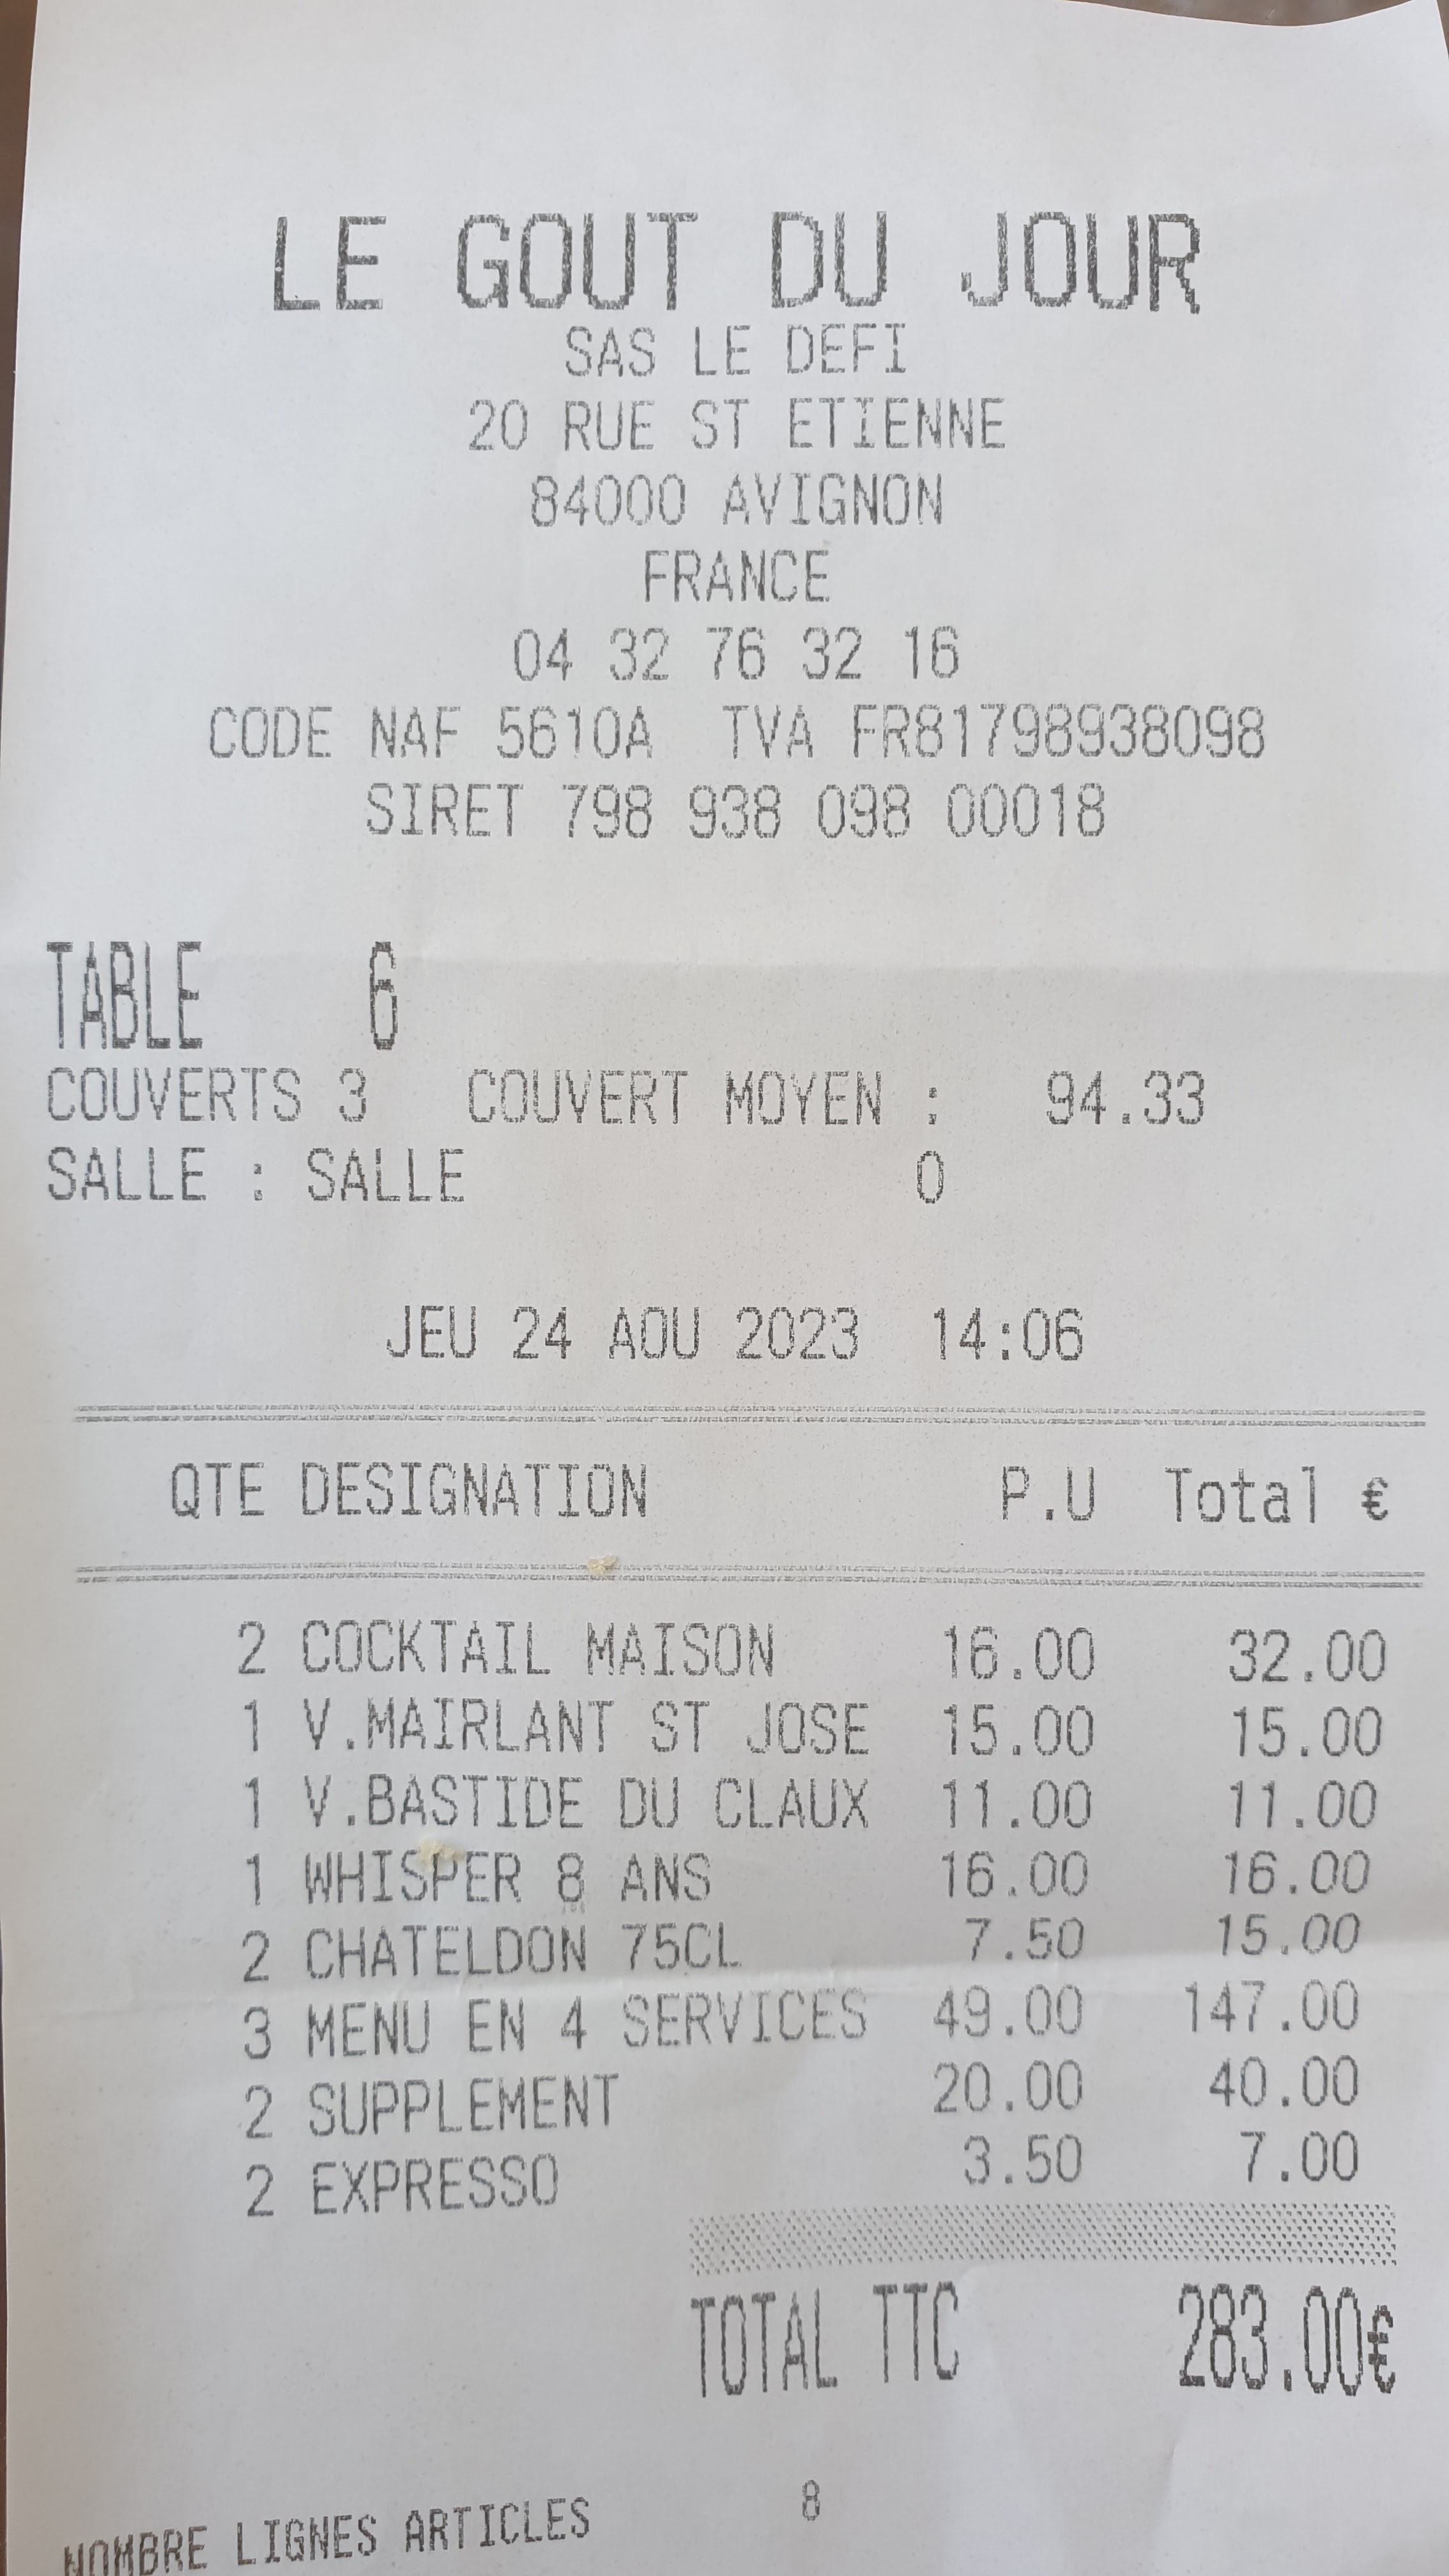 LE GOUT DU JOUR
SAS LE DEFI
20 RUE ST ETIENNE
84000 AVIGNON
FRANCE
04 32 76 32 16
CODE NAF 5610A TVA FR81798938098
SIRET 798 938 098 00018
TABLE 6
COUVERTS 3 COUVERT MOYEN : 94.33
SALLE : SALLE 0
JEU 24 AOU 2023 14:06
QTE DESIGNATION P.U Total €
2 COCKTAIL MAISON 16.00 32.00
1 V.MAIRLANT ST JOSE 15.00 15.00
1 V.BASTIDE DU CLAUX 11.00 11.00
1 WHISPER 8 ANS 16.00 16.00
2 CHATELDON 75CL 7.50 15.00
3 MENU EN 4 SERVICES 49.00 147.00
2 SUPPLEMENT 20.00 40.00
2 EXPRESSO 3.50 7.00
TOTAL TTC 283.00€
NOMBRE LIGNES ARTICLES 8